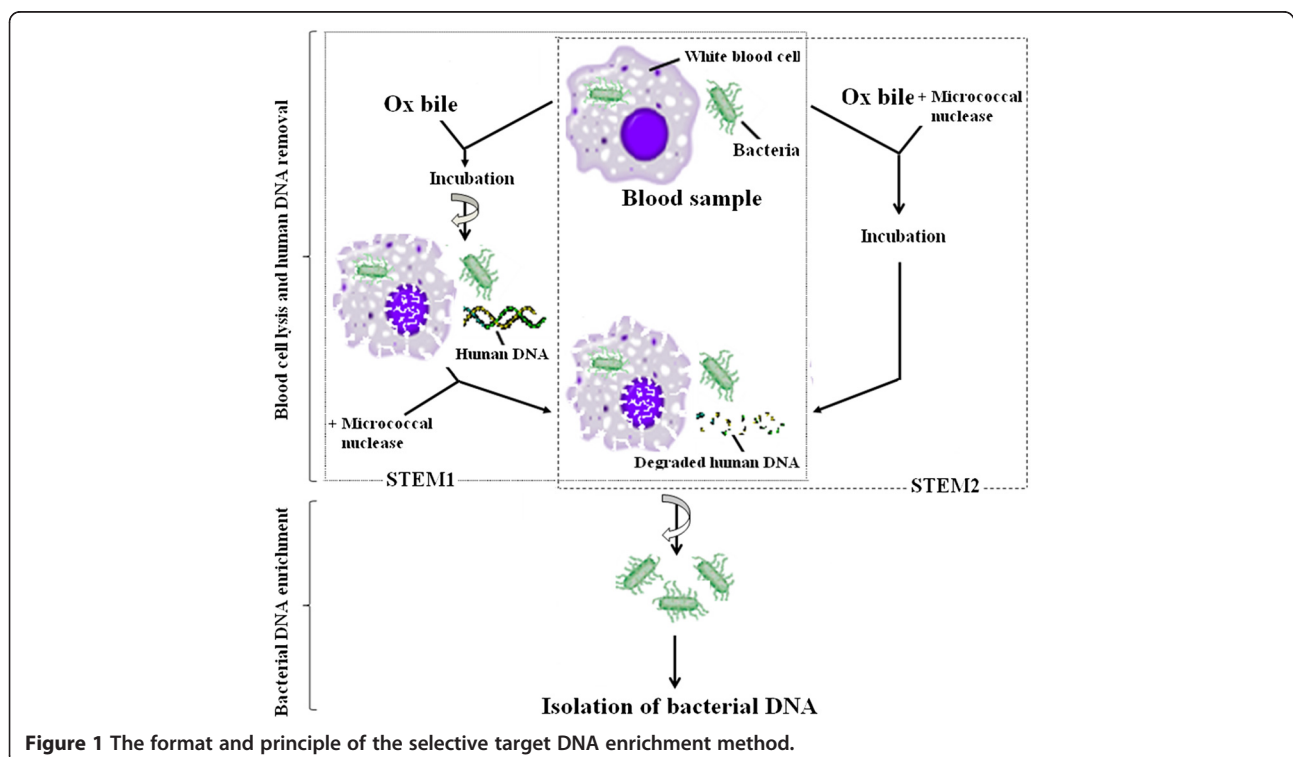 White blood cell
Ox bile
Ox bile + Micrococcal
nuclease
Bacteria
Incubation
Blood sample
Incubation
Blood cell lysis and human DNA removal
Human DNA
+ Micrococcal
nuclease
Degraded human DNA
STEM1
STEM2
Bacterial DNA enrichment
Isolation of bacterial DNA
Figure 1 The format and principle of the selective target DNA enrichment method.